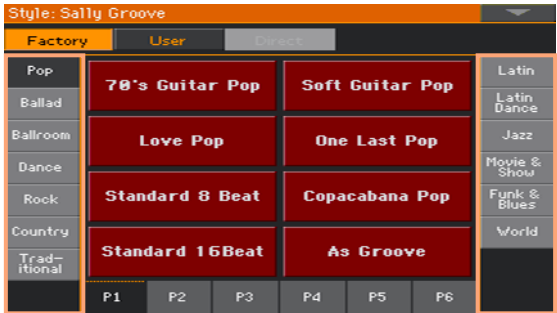 Style: Sally Groove
Factory
User
Direct
Pop
Ballad
Ballroom
Dance
Rock
Country
Trad-
itional
70's Guitar Pop
Soft Guitar Pop
Love Pop
One Last Pop
Standard 8 Beat
Copacabana Pop
Standard 16Beat
As Groove
Latin
Latin
Dance
Jazz
Movie &
Show
Funk &
Blues
World
P1
P2
P3
P4
P5
P6